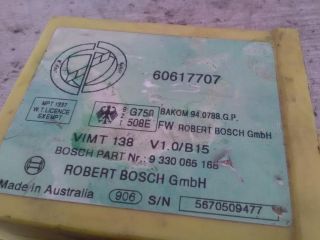 60617707
MPT 1337
W.T. LICENCE
EXEMPT
G750
508E
BAKOM 94.0788.G.P.
FW ROBERT BOSCH GmbH
VIMT 138 V1.0/B15
BOSCH PART Nr.: 9 330 065 168
ROBERT BOSCH GmbH
Made in Australia 906 S/N 5670509477